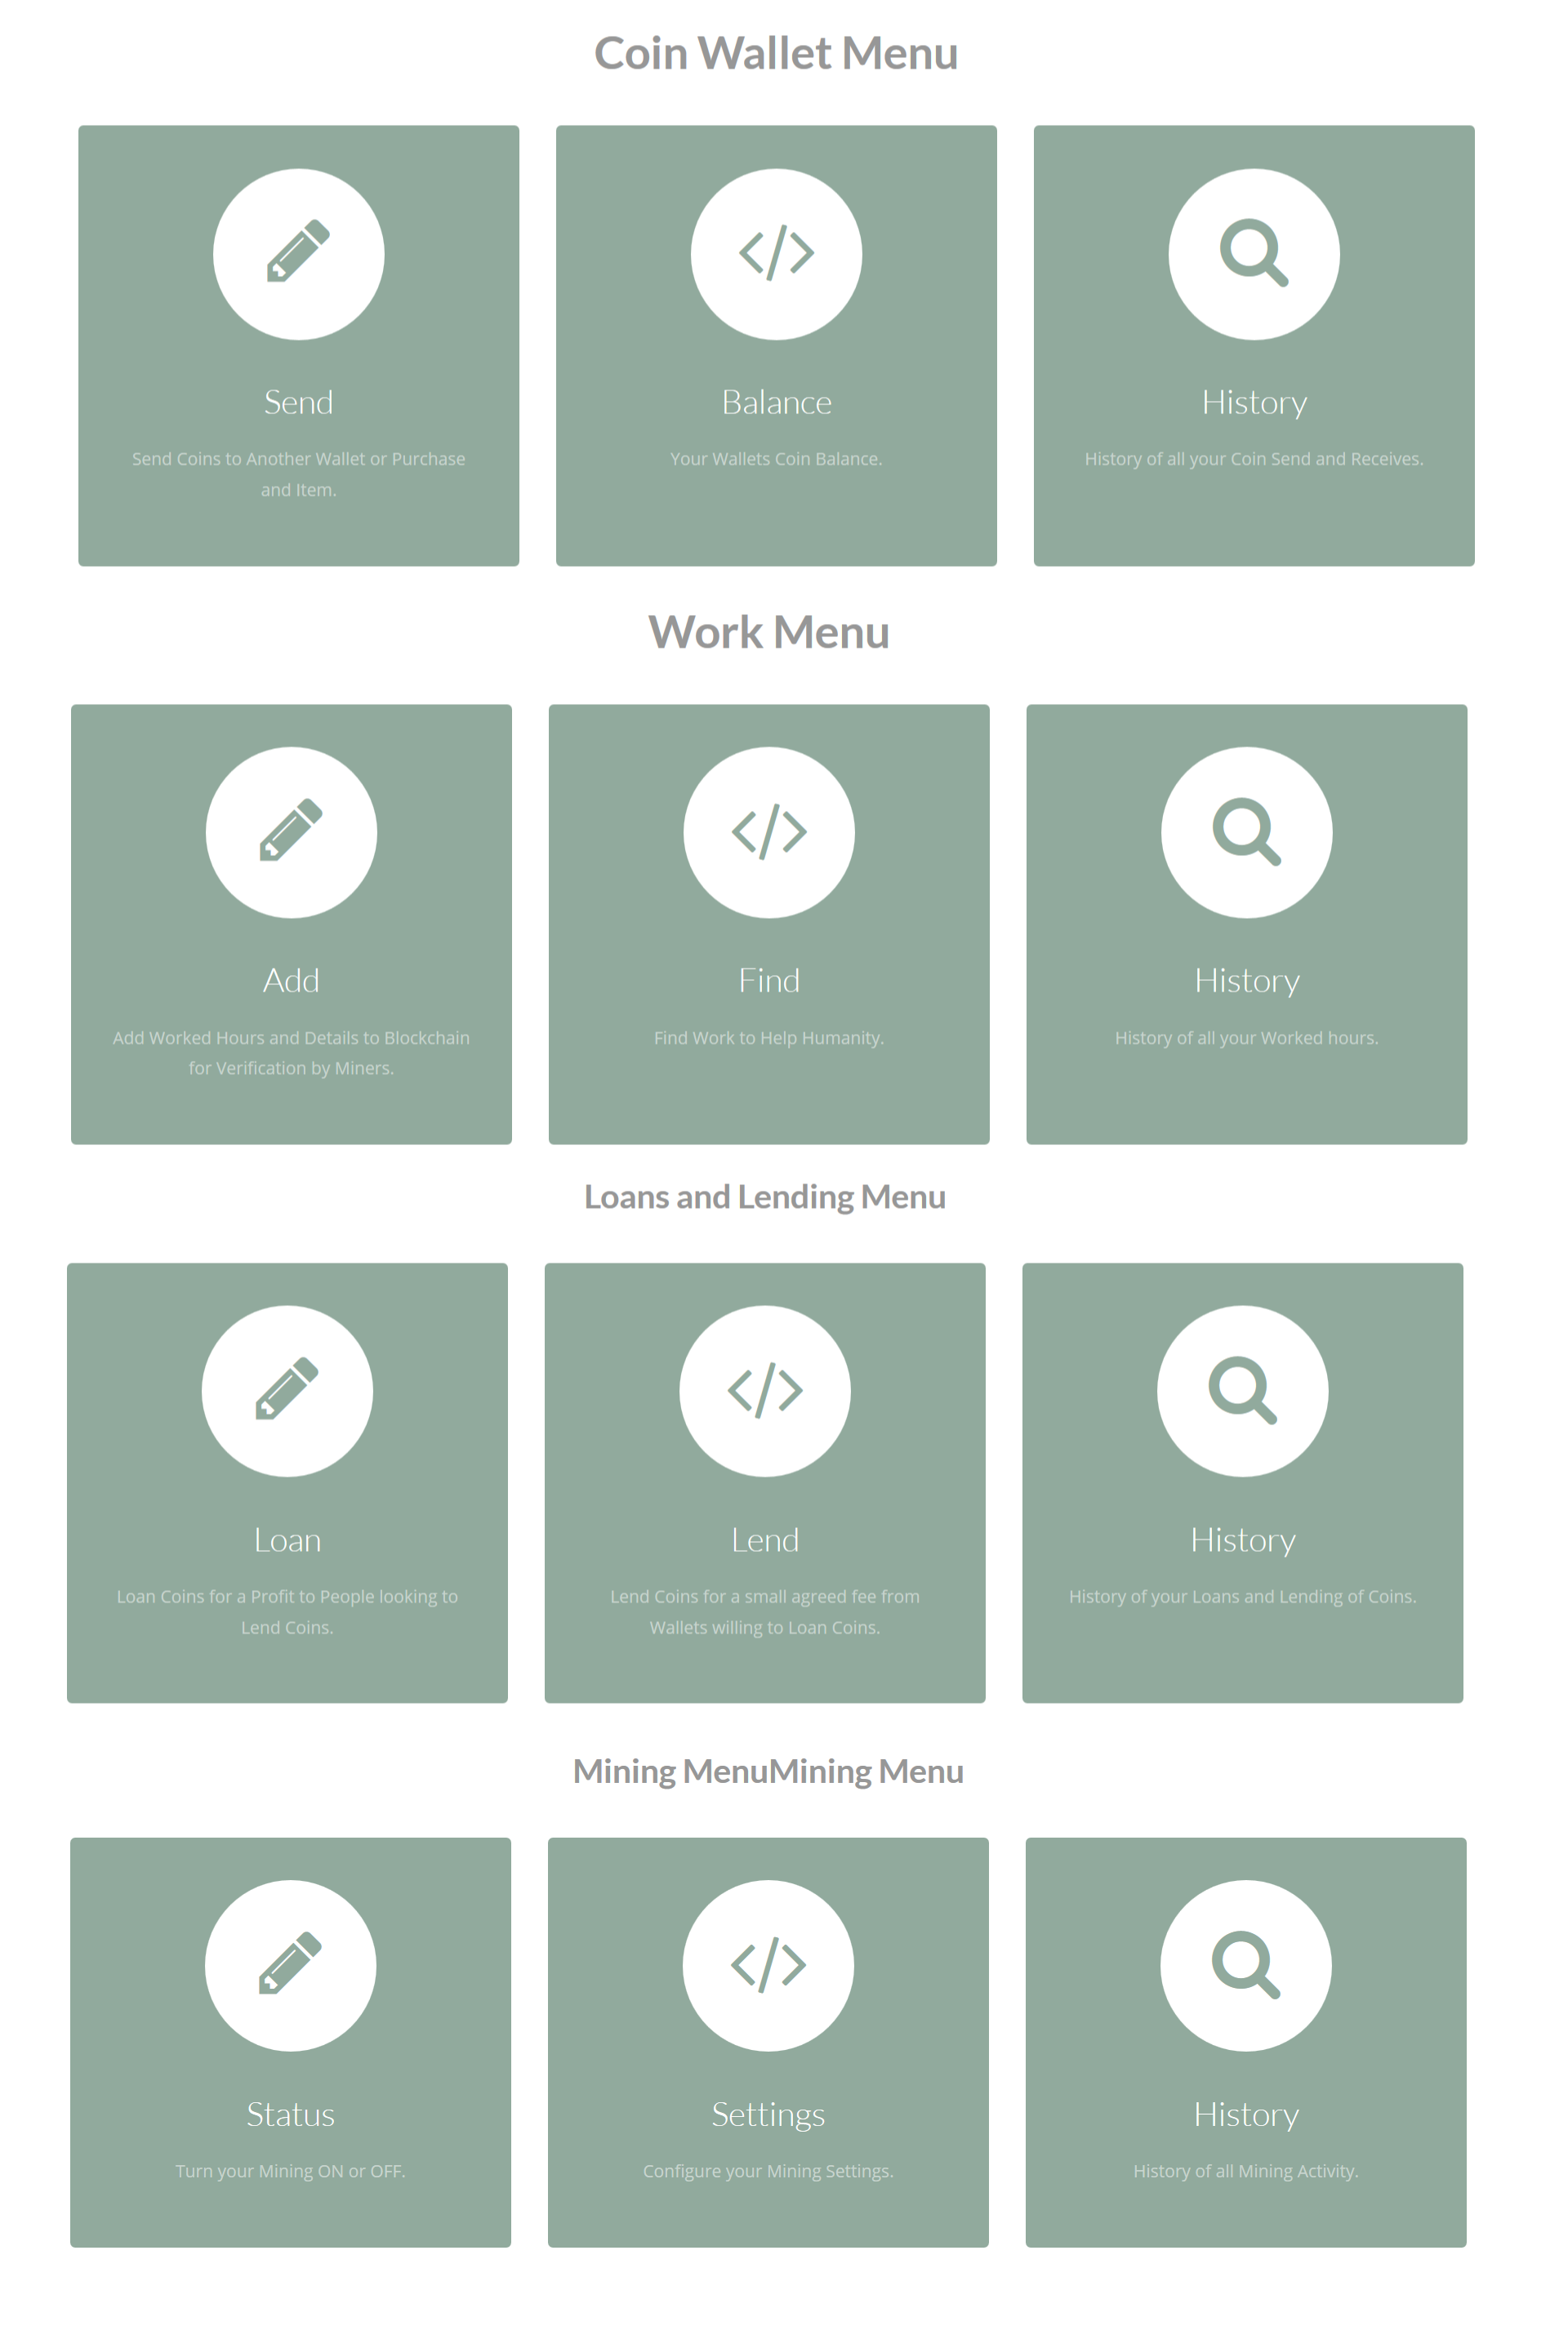 Coin Wallet Menu
Send
Send Coins to Another Wallet or Purchase
and Item.
Balance
Your Wallets Coin Balance.
History
History of all your Coin Send and Receives.
Work Menu
Add
Add Worked Hours and Details to Blockchain
for Verification by Miners.
Find
Find Work to Help Humanity.
History
History of all your Worked hours.
Loans and Lending Menu
Loan
Loan Coins for a Profit to People looking to
Lend Coins.
Lend
Lend Coins for a small agreed fee from
Wallets willing to Loan Coins.
History
History of your Loans and Lending of Coins.
Mining MenuMining Menu
Status
Turn your Mining ON or OFF.
Settings
Configure your Mining Settings.
History
History of all Mining Activity.